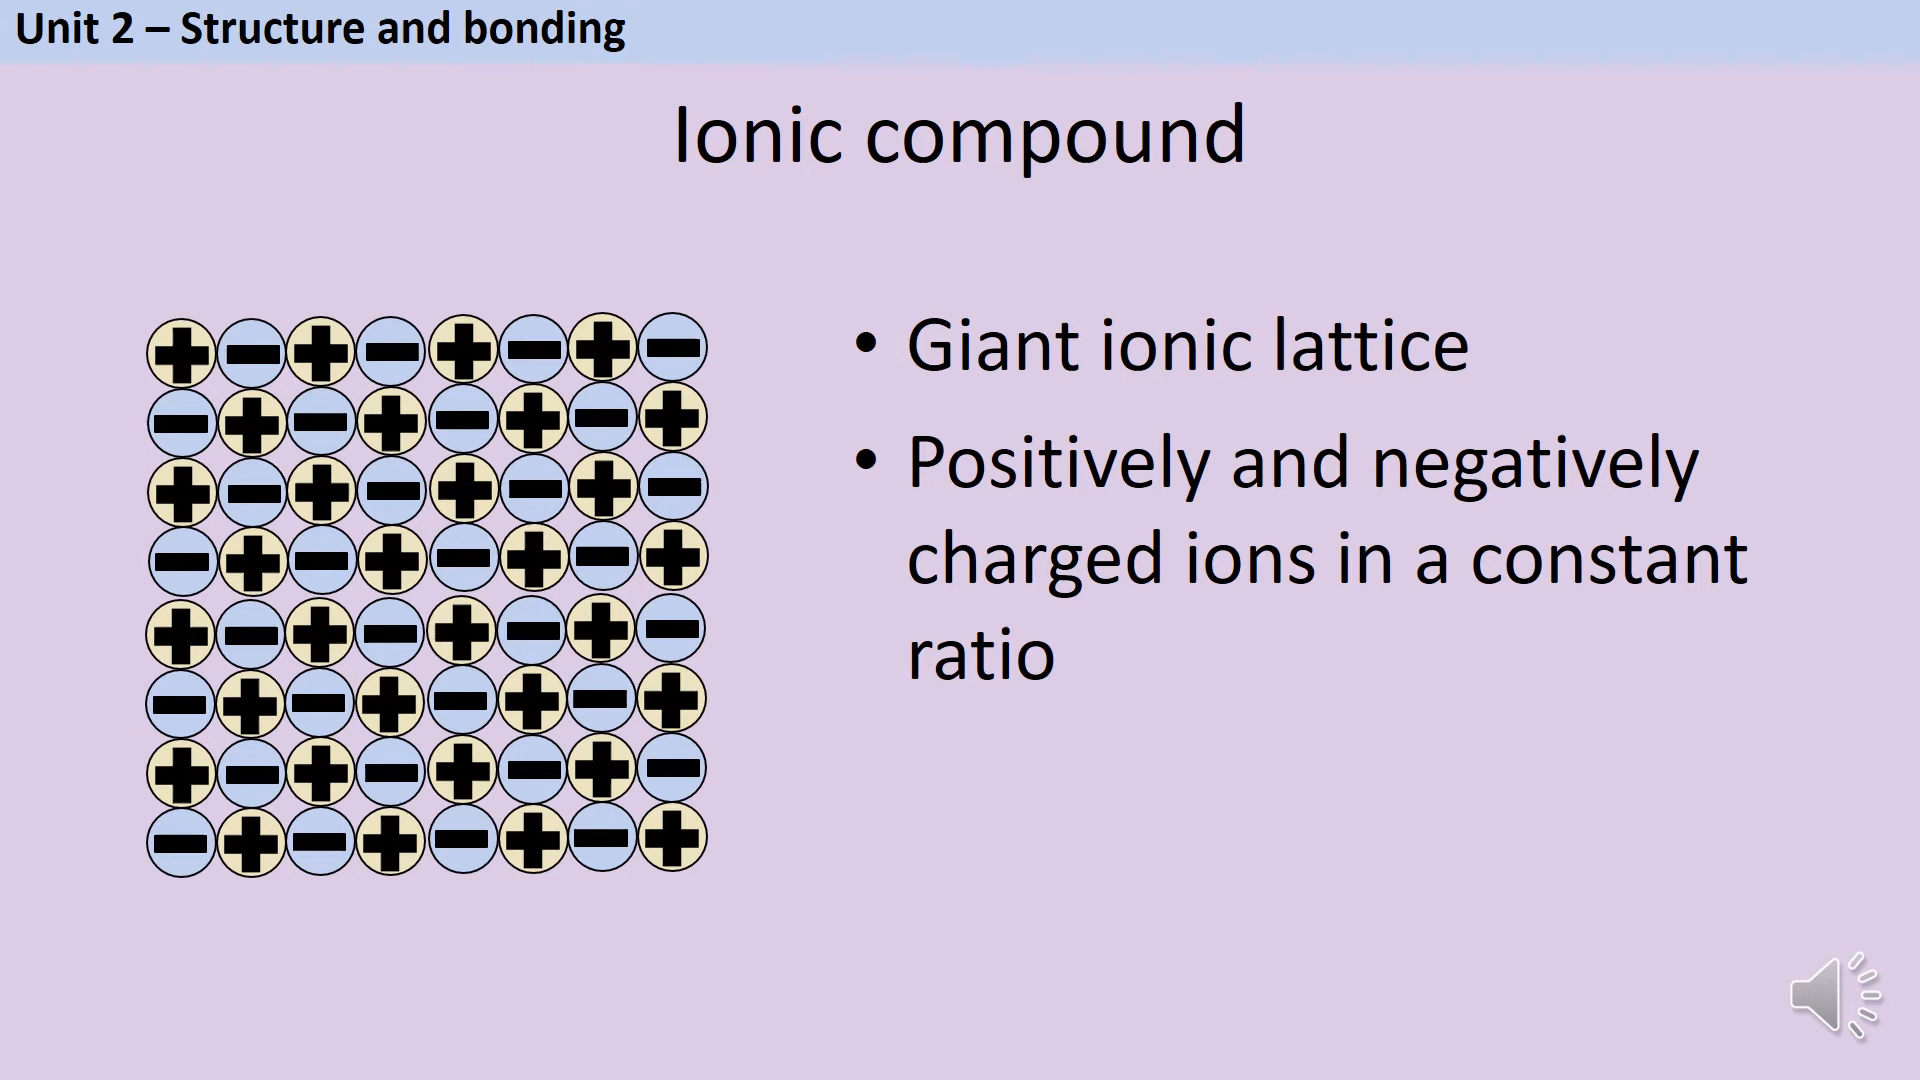 Unit 2 – Structure and bonding
Ionic compound
+ − + − + − + −
− + − + − + − +
+ − + − + − + −
− + − + − + − +
+ − + − + − + −
− + − + − + − +
+ − + − + − + −
− + − + − + − +
• Giant ionic lattice
• Positively and negatively
charged ions in a constant
ratio